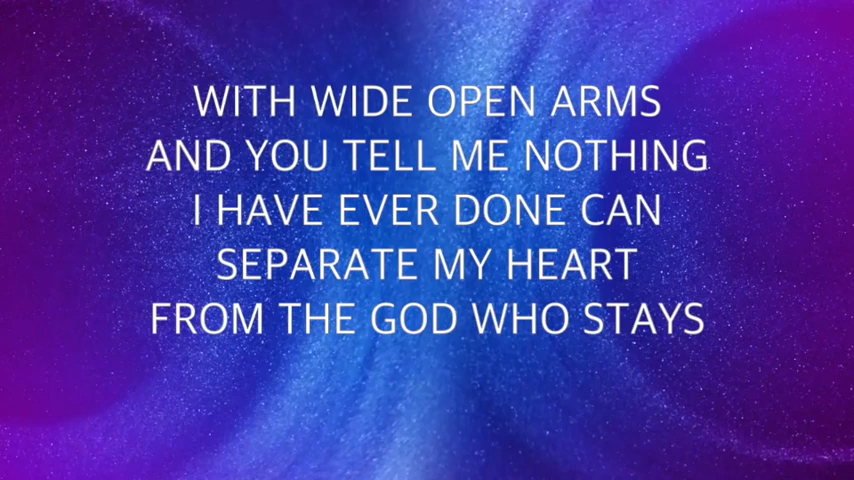 WITH WIDE OPEN ARMS
AND YOU TELL ME NOTHING
I HAVE EVER DONE CAN
SEPARATE MY HEART
FROM THE GOD WHO STAYS